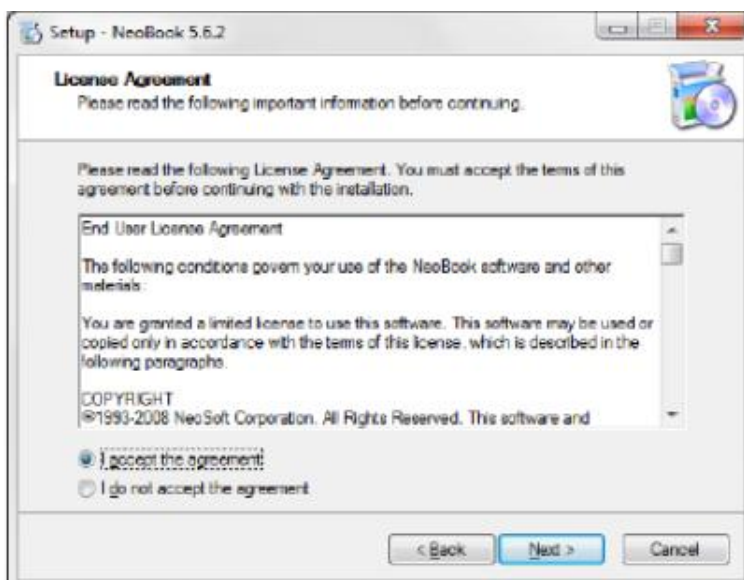 Setup - NeoBook 5.6.2
License Agreement
Please read the following important information before continuing.
Please read the following License Agreement. You must accept the terms of this
agreement before continuing with the installation.
End User License Agreement
The following conditions govern your use of the NeoBook software and other
materials:
You are granted a limited license to use this software. This software may be used or
copied only in accordance with the terms of this license, which is described in the
following paragraphs.
COPYRIGHT
©1993-2008 NeoSoft Corporation. All Rights Reserved. This software and
I accept the agreement
I do not accept the agreement
< Back
Next >
Cancel